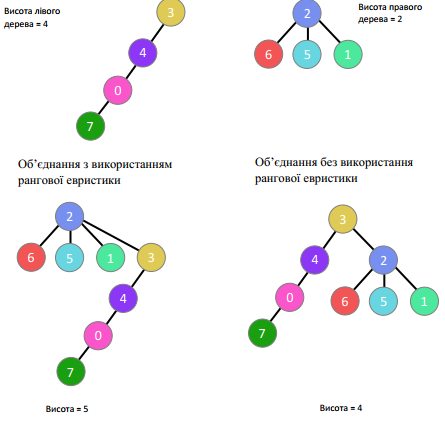 Висота лівого
дерева = 4
3
4
0
7
2
6 5 1
Висота правого
дерева = 2
Об’єднання з використанням
рангової евристики
2
6 5 1 3
4
0
7
Висота = 5
Об’єднання без використання
рангової евристики
3
4 2
0 6 5 1
7
Висота = 4